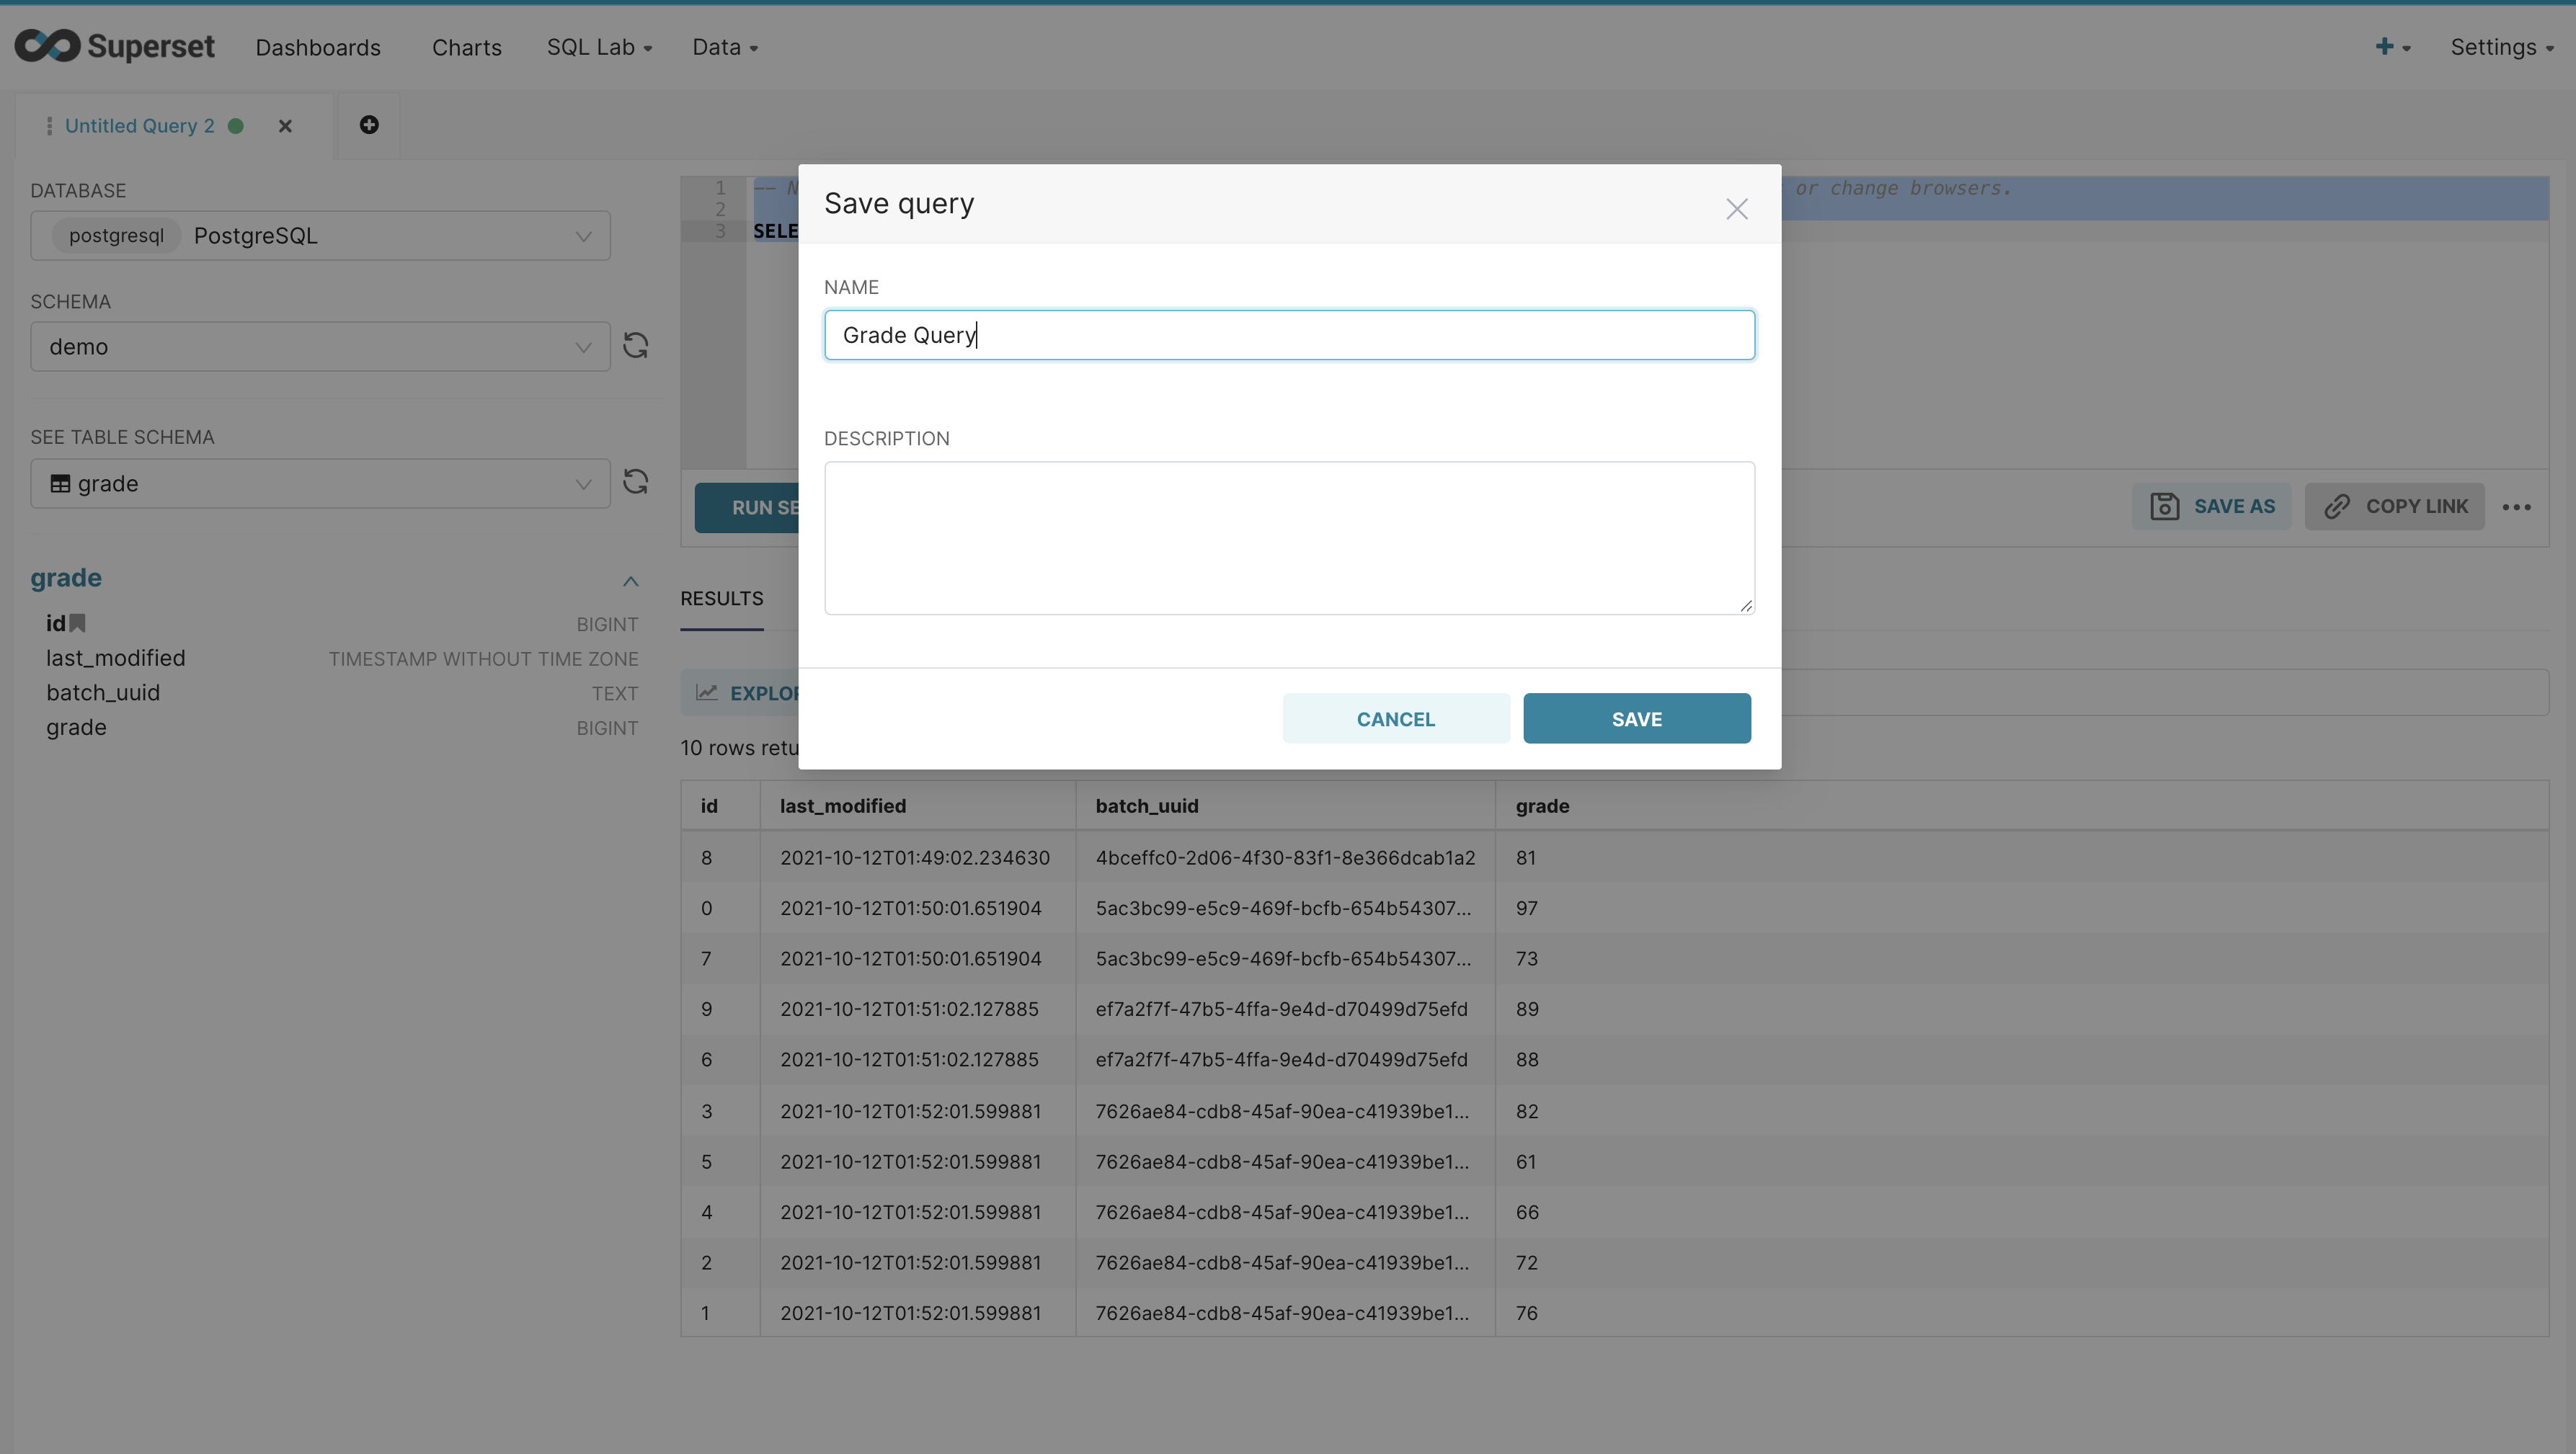 Superset Dashboards Charts SQL Lab Data Settings
Untitled Query 2
DATABASE
postgresql PostgreSQL
SCHEMA
demo
SEE TABLE SCHEMA
grade
grade
id BIGINT
last_modified TIMESTAMP WITHOUT TIME ZONE
batch_uuid TEXT
grade BIGINT
1 -- N or change browsers.
2
3 SELE
RUN SE
SAVE AS COPY LINK
RESULTS
EXPLOR
10 rows retu
Save query
NAME
Grade Query
DESCRIPTION
CANCEL SAVE
id last_modified batch_uuid grade
8 2021-10-12T01:49:02.234630 4bceffc0-2d06-4f30-83f1-8e366dcab1a2 81
0 2021-10-12T01:50:01.651904 5ac3bc99-e5c9-469f-bcfb-654b54307... 97
7 2021-10-12T01:50:01.651904 5ac3bc99-e5c9-469f-bcfb-654b54307... 73
9 2021-10-12T01:51:02.127885 ef7a2f7f-47b5-4ffa-9e4d-d70499d75efd 89
6 2021-10-12T01:51:02.127885 ef7a2f7f-47b5-4ffa-9e4d-d70499d75efd 88
3 2021-10-12T01:52:01.599881 7626ae84-cdb8-45af-90ea-c41939be1... 82
5 2021-10-12T01:52:01.599881 7626ae84-cdb8-45af-90ea-c41939be1... 61
4 2021-10-12T01:52:01.599881 7626ae84-cdb8-45af-90ea-c41939be1... 66
2 2021-10-12T01:52:01.599881 7626ae84-cdb8-45af-90ea-c41939be1... 72
1 2021-10-12T01:52:01.599881 7626ae84-cdb8-45af-90ea-c41939be1... 76